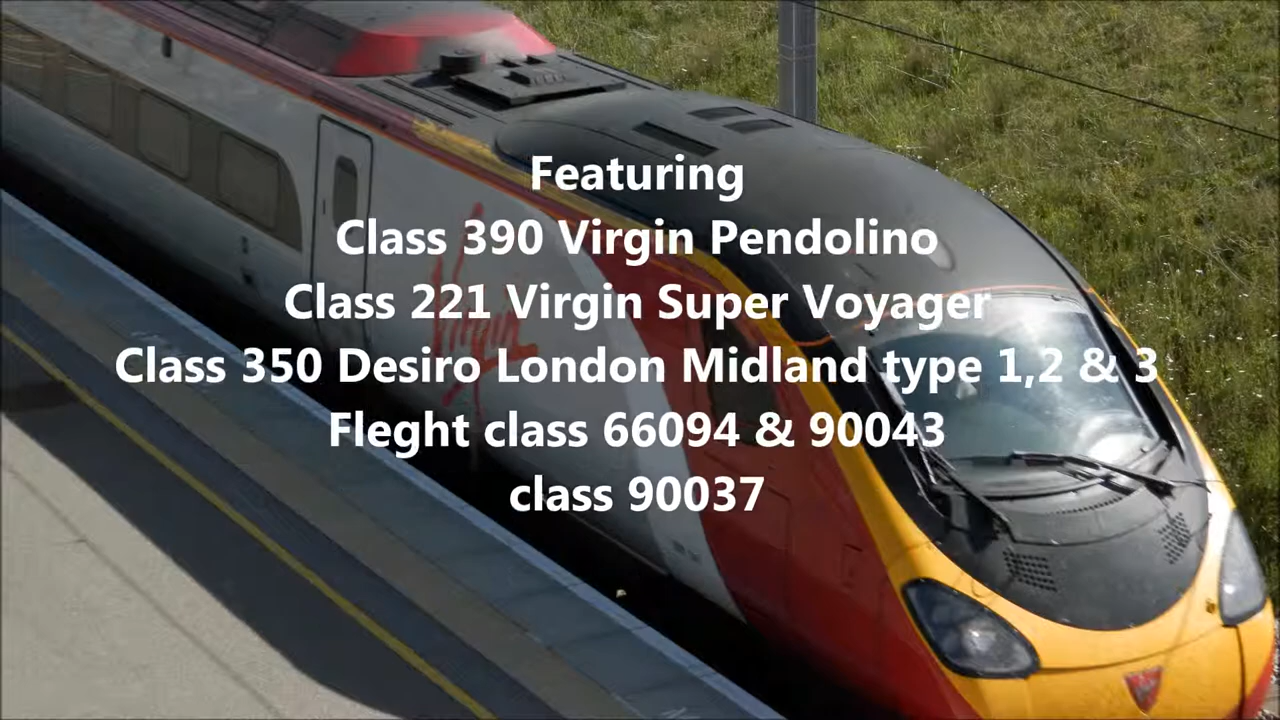 Featuring
Class 390 Virgin Pendolino
Class 221 Virgin Super Voyager
Class 350 Desiro London Midland type 1,2 & 3
Fleght class 66094 & 90043
class 90037
Virgin